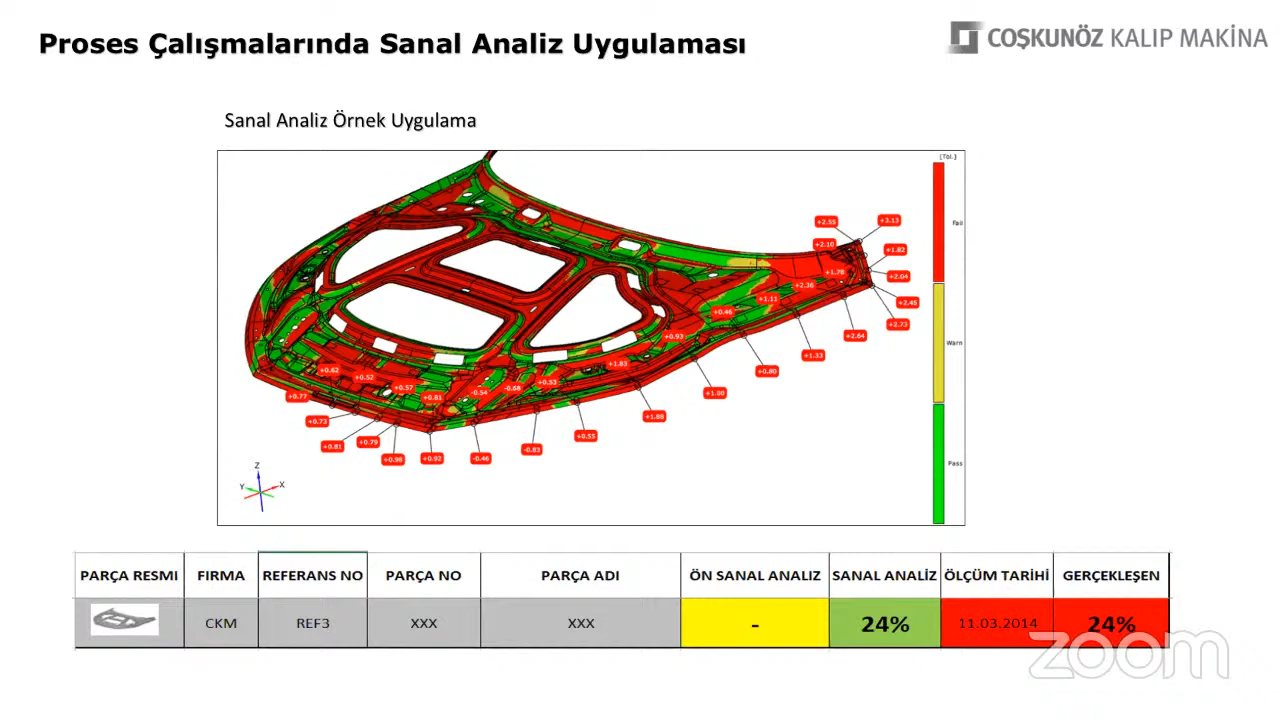 Proses Çalışmalarında Sanal Analiz Uygulaması
COŞKUNÖZ KALIP MAKİNA
Sanal Analiz Örnek Uygulama
[Tol.]
Fail
Warn
Pass
+2.55
+3.13
+2.10
+1.82
+1.78
+2.04
+2.36
+2.45
+1.11
+2.73
+0.46
+2.64
+0.93
+1.33
+1.83
+0.80
+0.62
+0.52
+0.57
+0.53
-0.68
-0.54
+1.00
+0.77
+0.81
+1.88
+0.73
+0.55
+0.81
+0.79
-0.83
+0.98
+0.92
-0.46
Z
Y
X
PARÇA RESMI FIRMA REFERANS NO PARÇA NO PARÇA ADI ÖN SANAL ANALIZ SANAL ANALİZ ÖLÇÜM TARİHİ GERÇEKLEŞEN
CKM REF3 XXX XXX - 24% 11.03.2014 24%
zoom